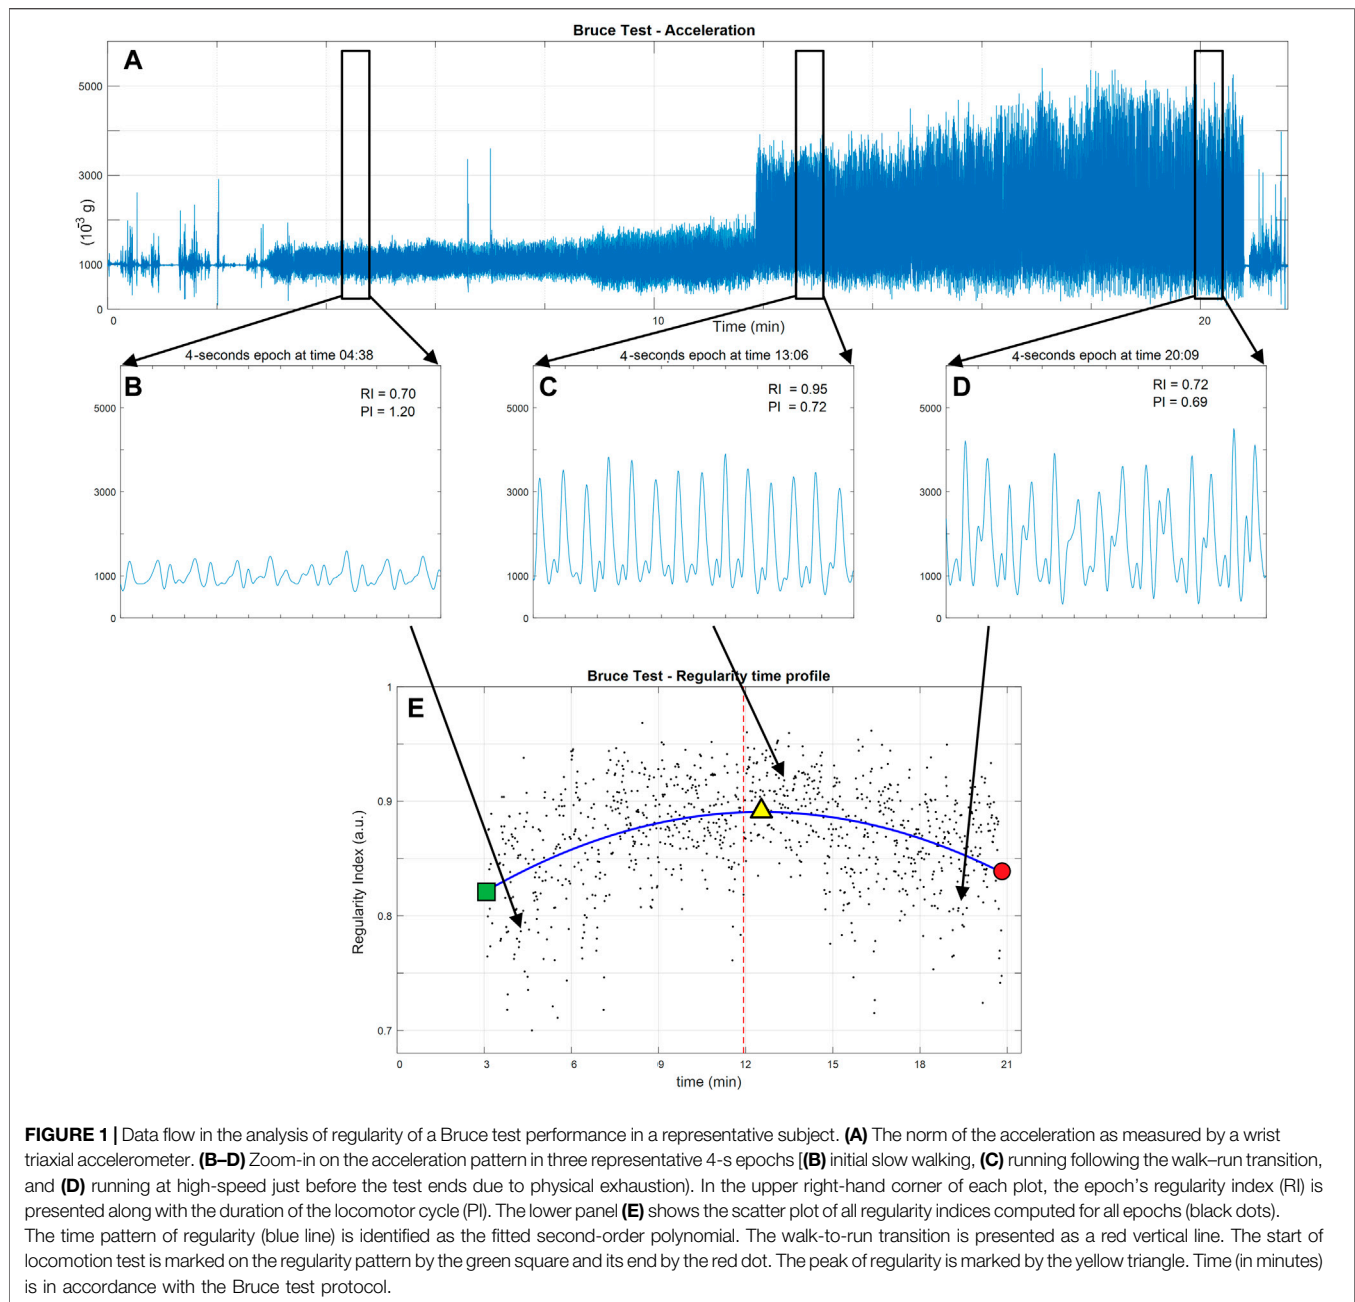 Bruce Test - Acceleration
A
5000
3000
1000
0
(10⁻³ g)
0
10
20
Time (min)
4-seconds epoch at time 04:38
B
RI = 0.70
PI = 1.20
5000
3000
1000
0
4-seconds epoch at time 13:06
C
RI = 0.95
PI = 0.72
5000
3000
1000
0
4-seconds epoch at time 20:09
D
RI = 0.72
PI = 0.69
5000
3000
1000
0
Bruce Test - Regularity time profile
E
1
0.9
0.8
0.7
Regularity Index (a.u.)
0
3
6
9
12
15
18
21
time (min)
FIGURE 1 | Data flow in the analysis of regularity of a Bruce test performance in a representative subject. (A) The norm of the acceleration as measured by a wrist
triaxial accelerometer. (B–D) Zoom-in on the acceleration pattern in three representative 4-s epochs [(B) initial slow walking, (C) running following the walk–run transition,
and (D) running at high-speed just before the test ends due to physical exhaustion). In the upper right-hand corner of each plot, the epoch's regularity index (RI) is
presented along with the duration of the locomotor cycle (PI). The lower panel (E) shows the scatter plot of all regularity indices computed for all epochs (black dots).
The time pattern of regularity (blue line) is identified as the fitted second-order polynomial. The walk-to-run transition is presented as a red vertical line. The start of
locomotion test is marked on the regularity pattern by the green square and its end by the red dot. The peak of regularity is marked by the yellow triangle. Time (in minutes)
is in accordance with the Bruce test protocol.